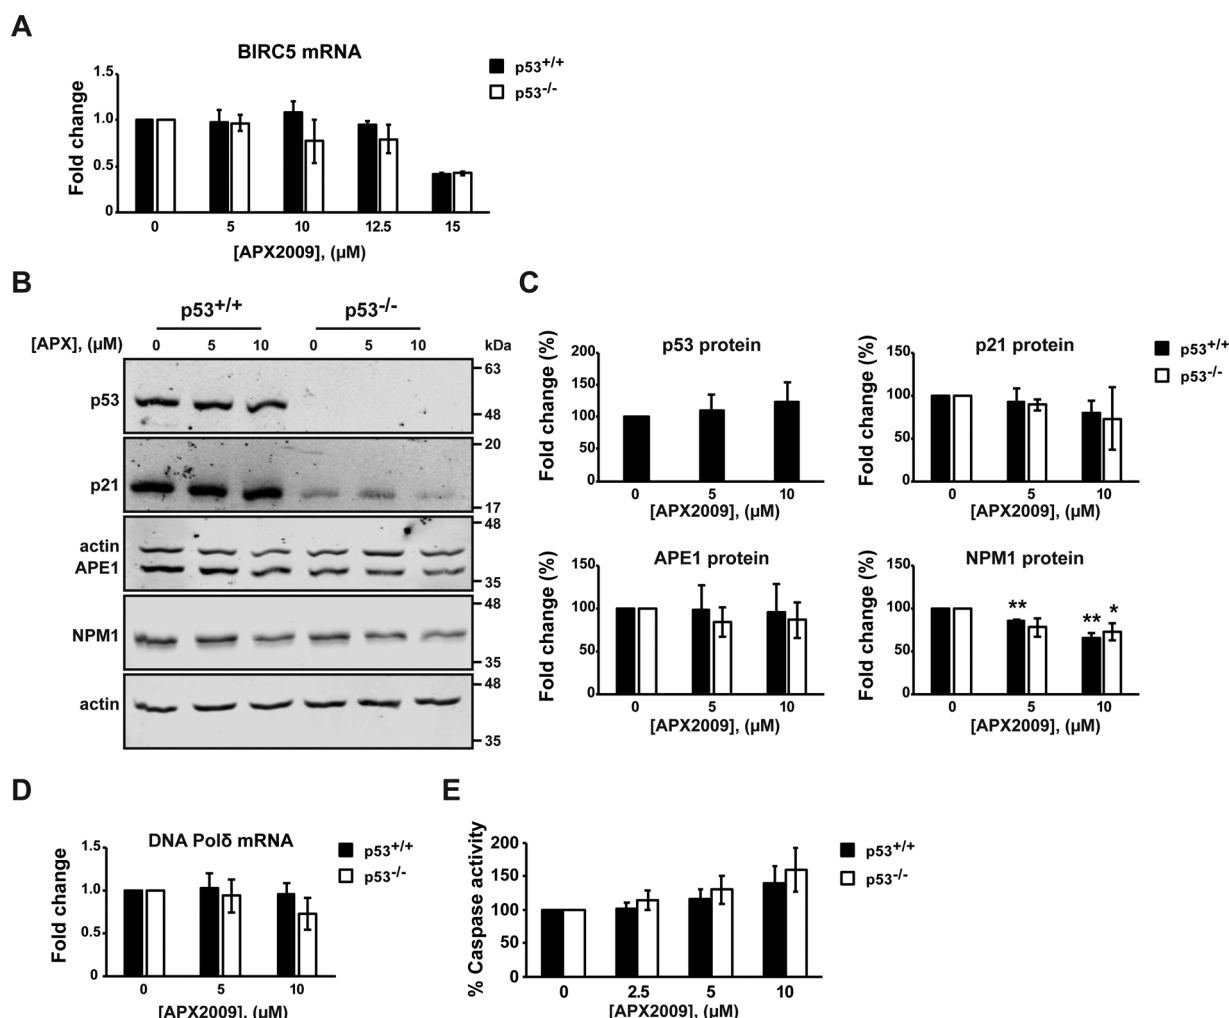 A
BIRC5 mRNA
p53+/+
p53-/-
Fold change
1.5
1.0
0.5
0
0 5 10 12.5 15
[APX2009], (µM)
B
p53+/+ p53-/-
[APX], (µM) 0 5 10 0 5 10 kDa
p53
63
48
p21
20
17
actin
APE1
48
35
NPM1
48
35
actin
48
35
C
p53 protein
Fold change (%)
200
150
100
50
0
0 5 10
[APX2009], (µM)
p21 protein
Fold change (%)
150
100
50
0
0 5 10
[APX2009], (µM)
p53+/+
p53-/-
APE1 protein
Fold change (%)
150
100
50
0
0 5 10
[APX2009], (µM)
NPM1 protein
Fold change (%)
150
100
50
0
** ** *
0 5 10
[APX2009], (µM)
D
DNA Polδ mRNA
p53+/+
p53-/-
Fold change
1.5
1.0
0.5
0
0 5 10
[APX2009], (µM)
E
% Caspase activity
200
150
100
50
0
0 2.5 5 10
[APX2009], (µM)
p53+/+
p53-/-